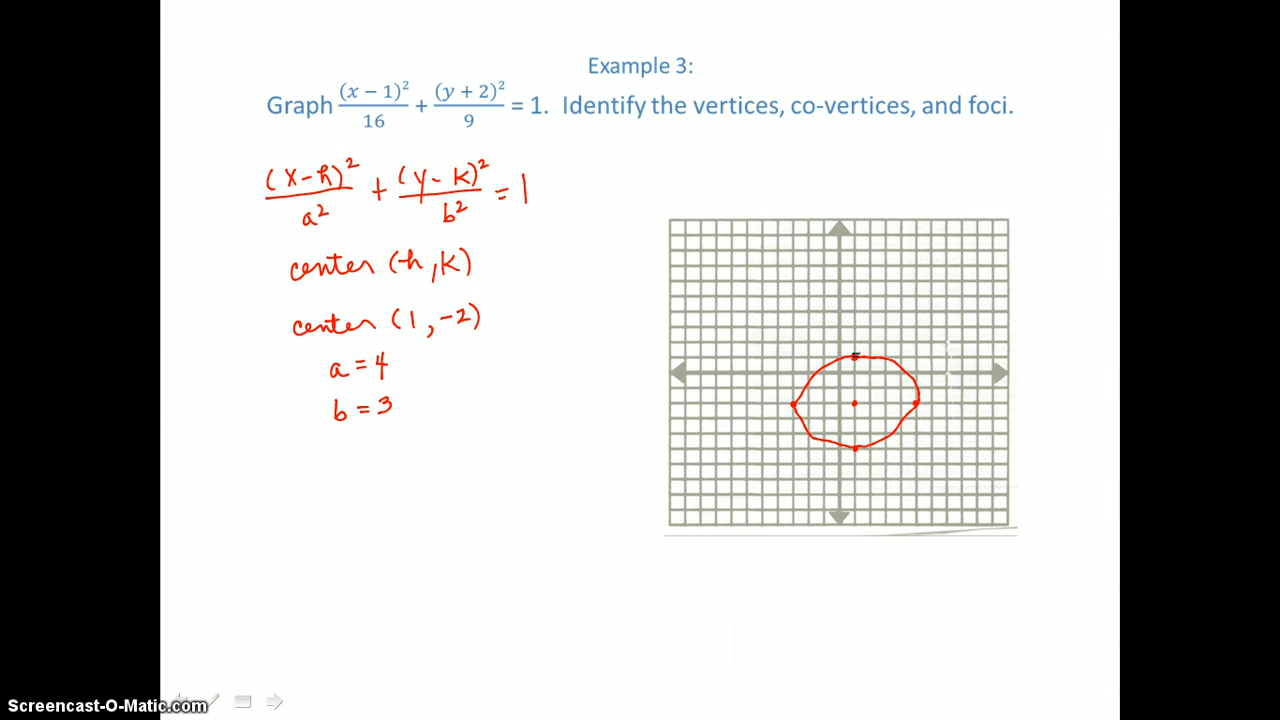 Example 3:
Graph (x − 1)²/16 + (y + 2)²/9 = 1. Identify the vertices, co-vertices, and foci.
(x-h)²/a² + (y-k)²/b² = 1
center (h, k)
center (1, -2)
a = 4
b = 3
Screencast-O-Matic.com